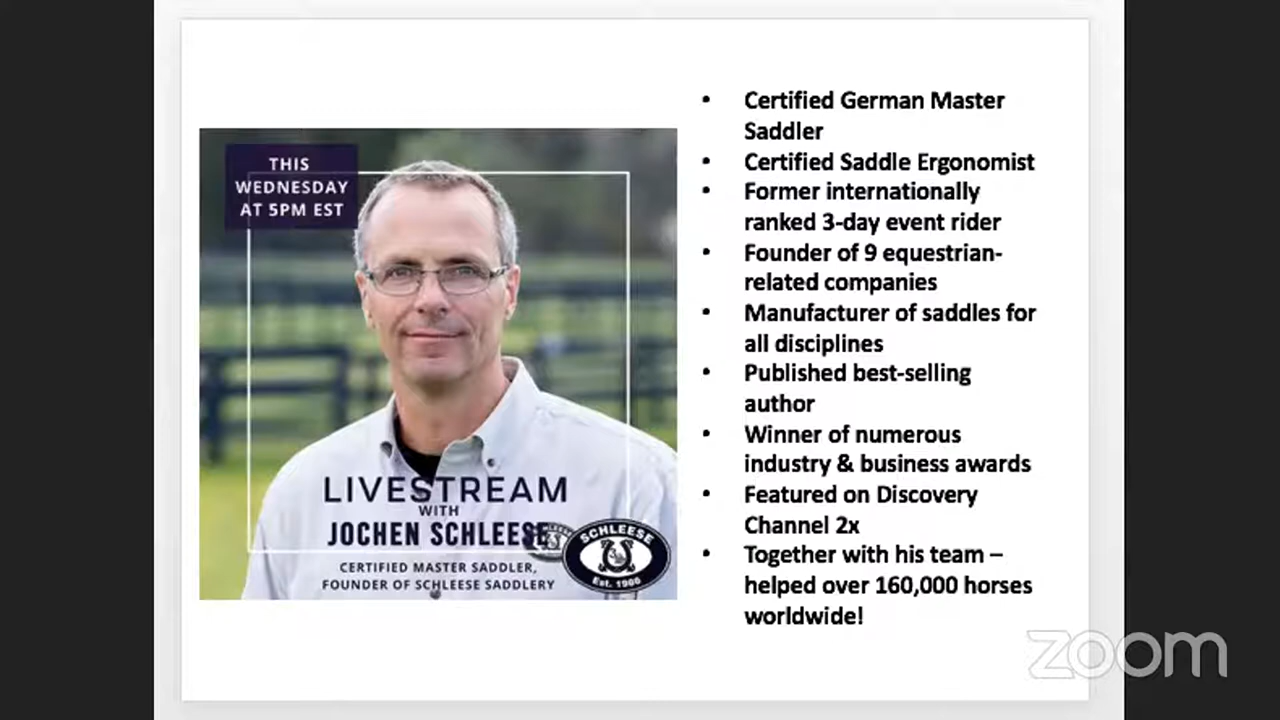 THIS
WEDNESDAY
AT 5PM EST
LIVESTREAM
WITH
JOCHEN SCHLEESE
CERTIFIED MASTER SADDLER,
FOUNDER OF SCHLEESE SADDLERY
SCHLEESE
• Certified German Master
Saddler
• Certified Saddle Ergonomist
• Former internationally
ranked 3-day event rider
• Founder of 9 equestrian-
related companies
• Manufacturer of saddles for
all disciplines
• Published best-selling
author
• Winner of numerous
industry & business awards
• Featured on Discovery
Channel 2x
• Together with his team –
helped over 160,000 horses
worldwide!
zoom